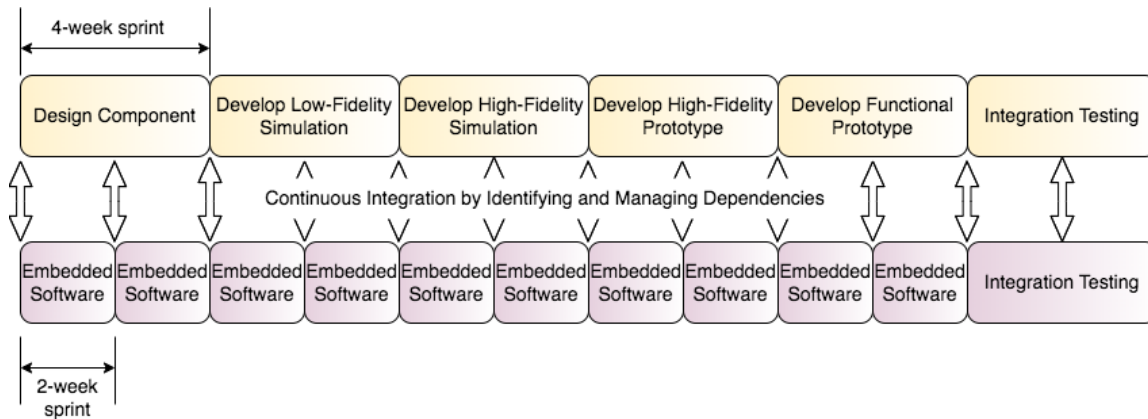 4-week sprint
Design Component
Develop Low-Fidelity
Simulation
Develop High-Fidelity
Simulation
Develop High-Fidelity
Prototype
Develop Functional
Prototype
Integration Testing
Continuous Integration by Identifying and Managing Dependencies
Embedded
Software
Embedded
Software
Embedded
Software
Embedded
Software
Embedded
Software
Embedded
Software
Embedded
Software
Embedded
Software
Embedded
Software
Embedded
Software
Integration Testing
2-week
sprint